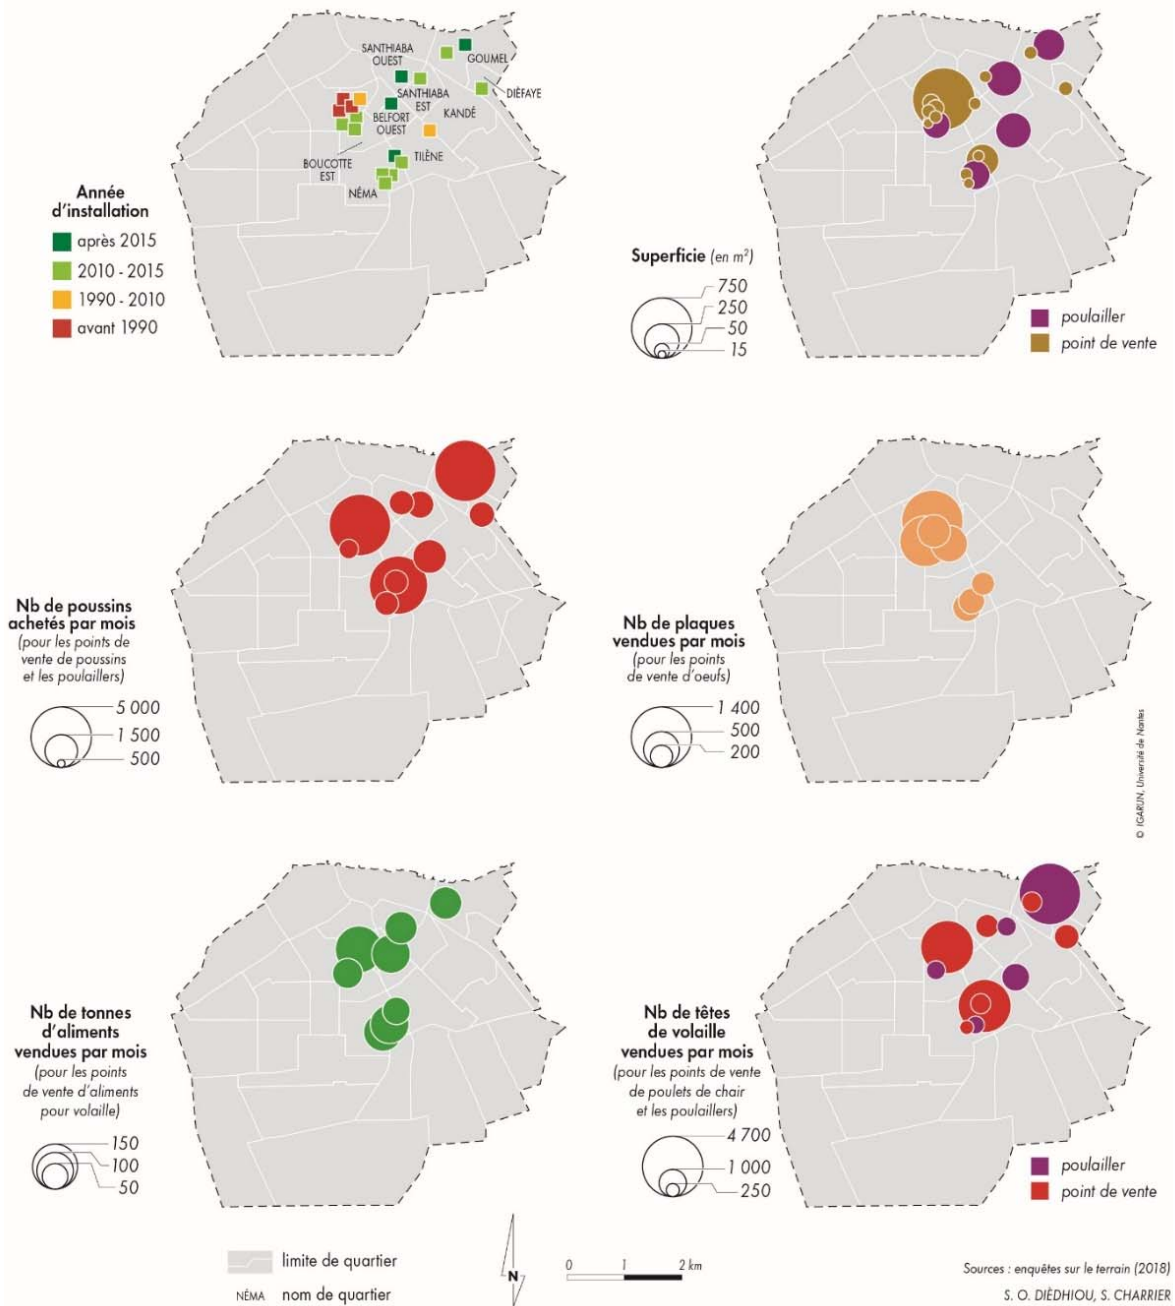 SANTHIABA
OUEST
GOUMEL
SANTHIABA
EST
DIÉFAYE
BELFORT
OUEST
KANDÉ
BOUCOTTE
EST
TILÈNE
NÉMA
Année
d'installation
après 2015
2010 - 2015
1990 - 2010
avant 1990
Superficie (en m²)
750
250
50
15
poulailler
point de vente
Nb de poussins
achetés par mois
(pour les points de
vente de poussins
et les poulaillers)
5 000
1 500
500
Nb de plaques
vendues par mois
(pour les points
de vente d'oeufs)
1 400
500
200
© IGARUN, Université de Nantes
Nb de tonnes
d'aliments
vendues par mois
(pour les points
de vente d'aliments
pour volaille)
150
100
50
Nb de têtes
de volaille
vendues par mois
(pour les points de vente
de poulets de chair
et les poulaillers)
4 700
1 000
250
poulailler
point de vente
limite de quartier
NÉMA nom de quartier
N
0 1 2 km
Sources : enquêtes sur le terrain (2018)
S. O. DIÈDHIOU, S. CHARRIER